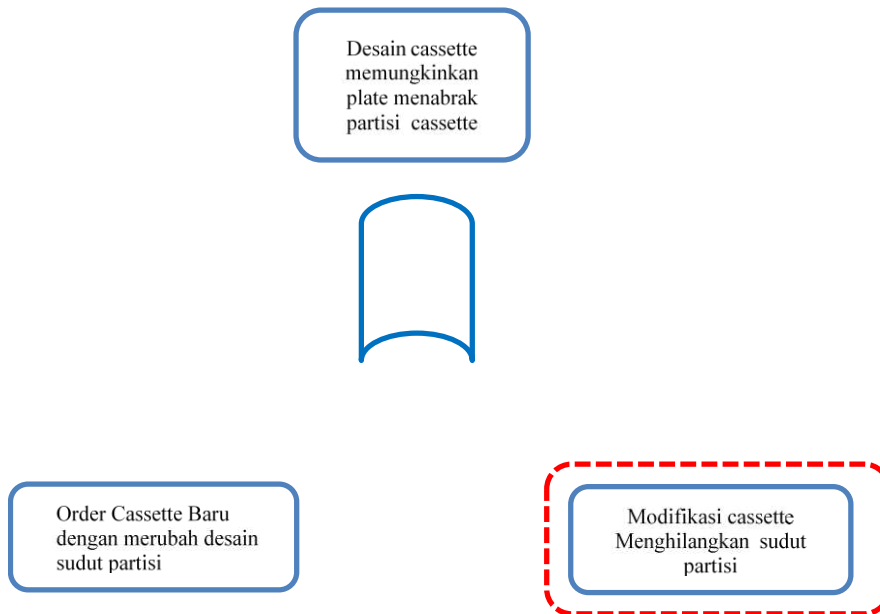 Desain cassette
memungkinkan
plate menabrak
partisi cassette
Order Cassette Baru
dengan merubah desain
sudut partisi
Modifikasi cassette
Menghilangkan sudut
partisi